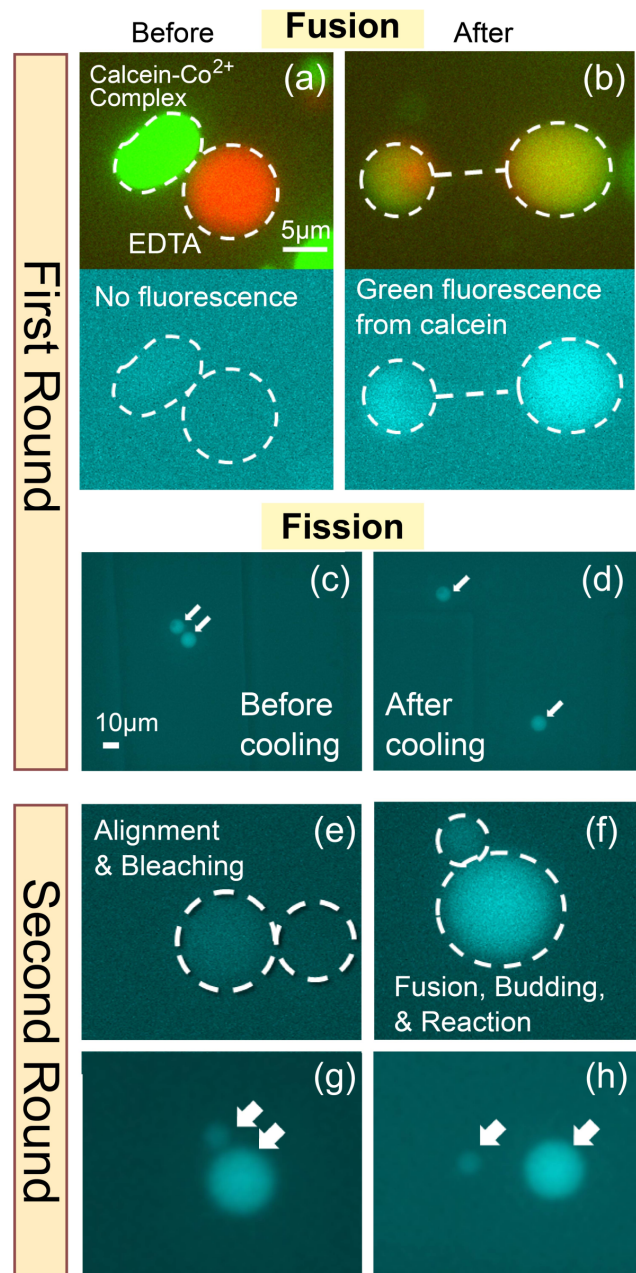 Before
Fusion
After
First Round
Calcein-Co2+
Complex
(a)
EDTA
5μm
(b)
No fluorescence
Green fluorescence
from calcein
Fission
(c)
10μm
Before
cooling
(d)
After
cooling
Second Round
Alignment
& Bleaching
(e)
(f)
Fusion, Budding,
& Reaction
(g)
(h)